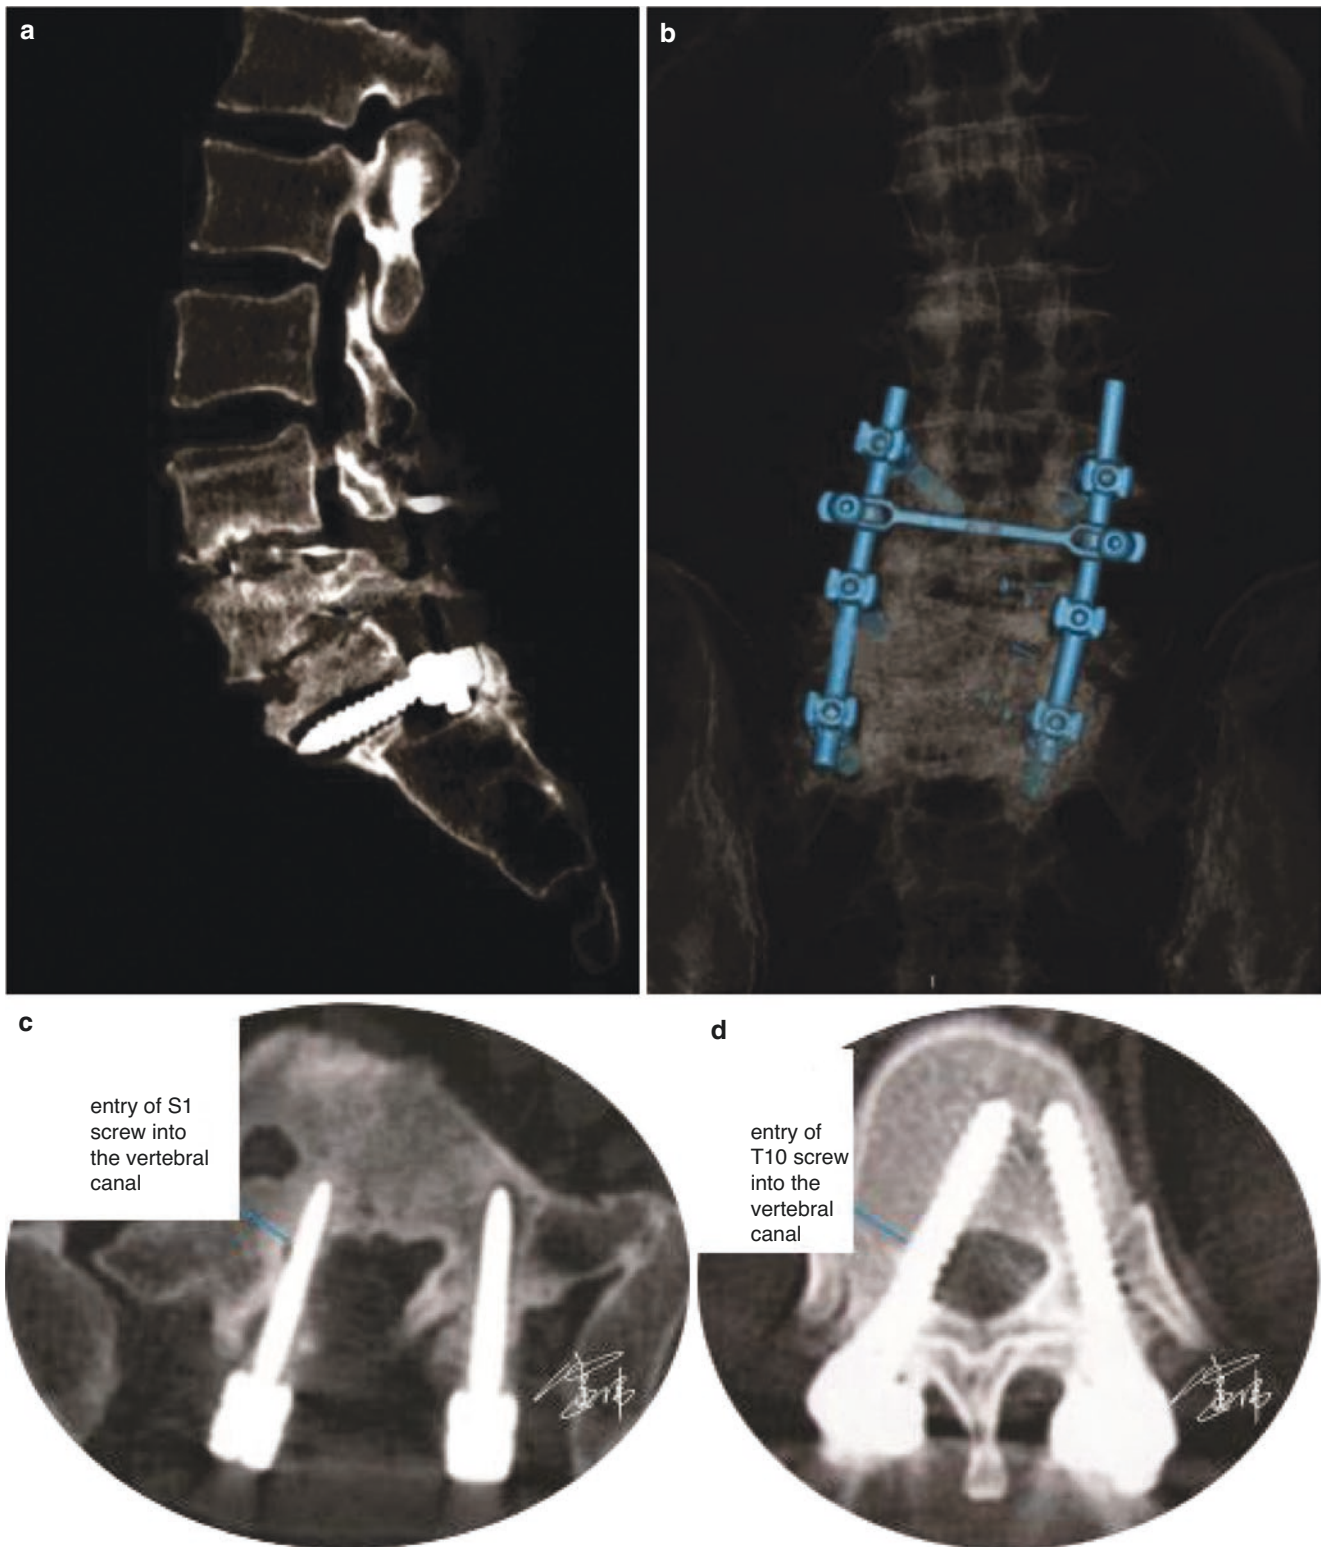 a
b
c
entry of S1
screw into
the vertebral
canal
d
entry of
T10 screw
into the
vertebral
canal